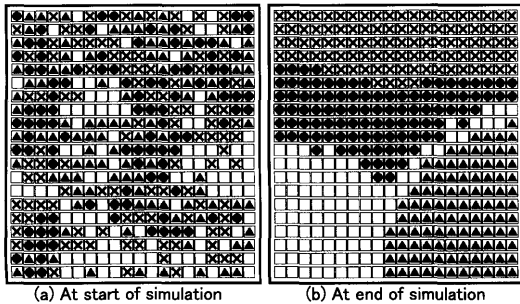 (a) At start of simulation
(b) At end of simulation